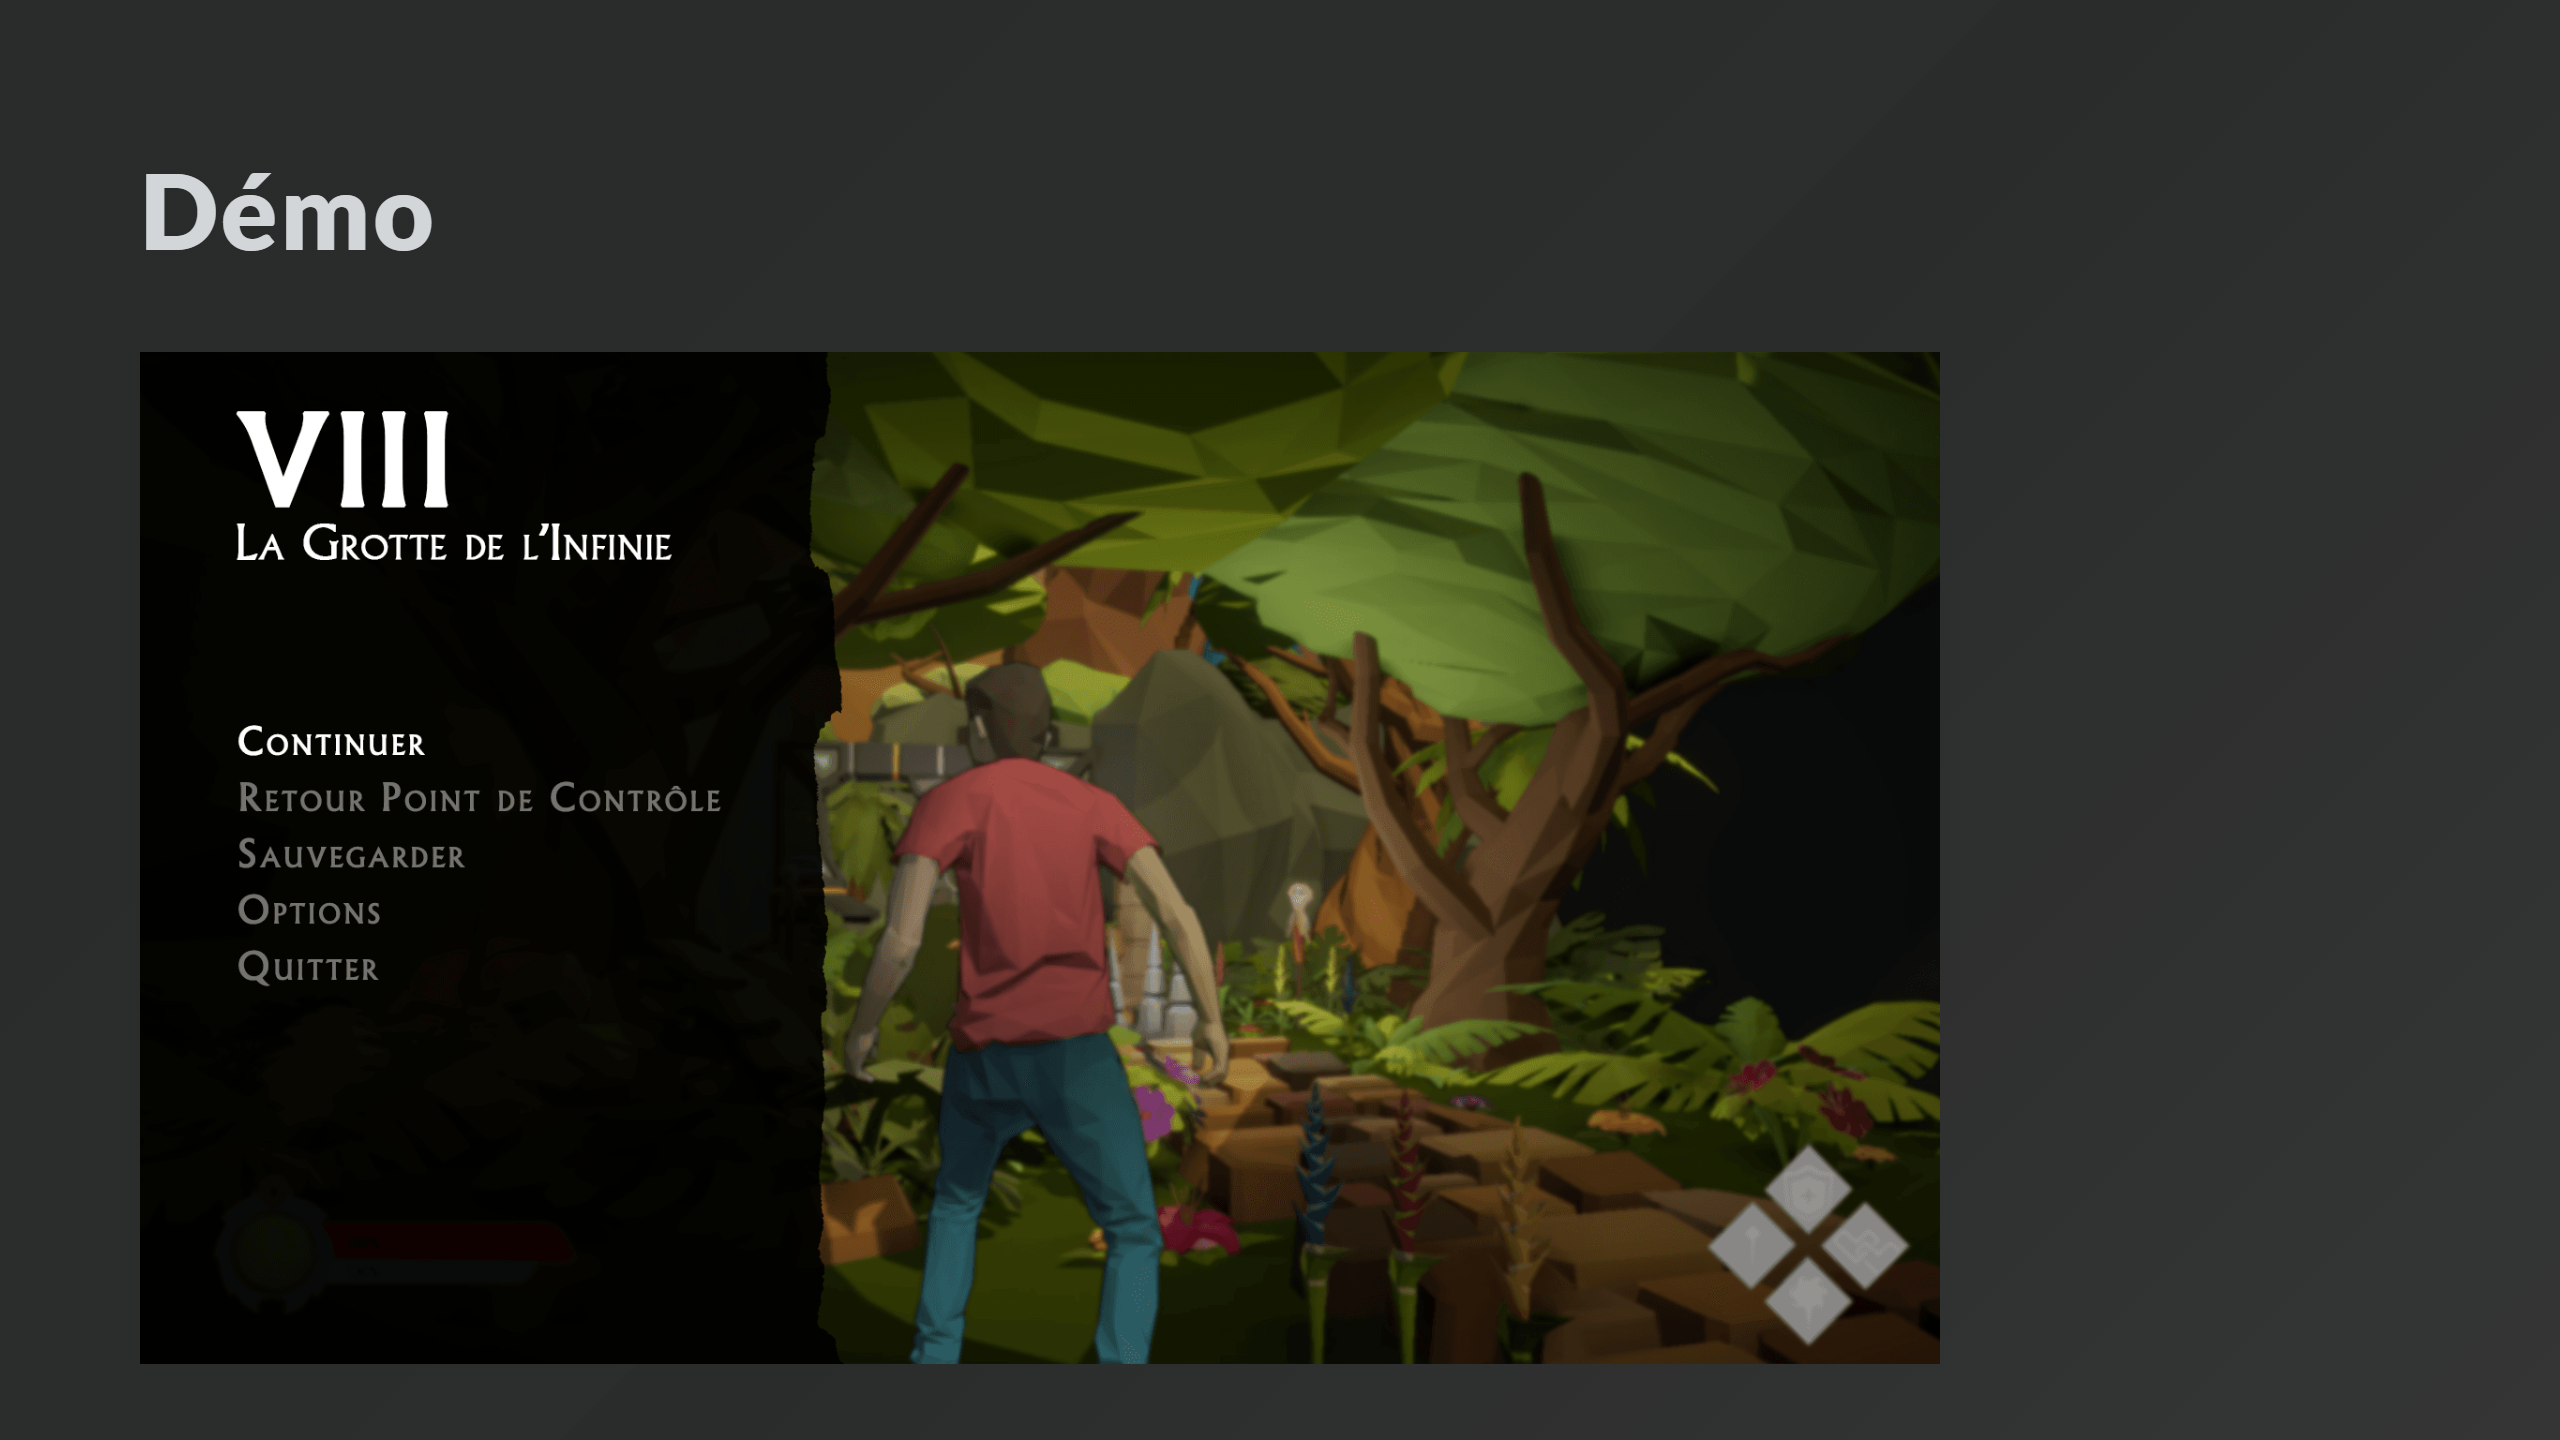 Démo
VIII
La Grotte de l'Infinie
Continuer
Retour Point de Contrôle
Sauvegarder
Options
Quitter